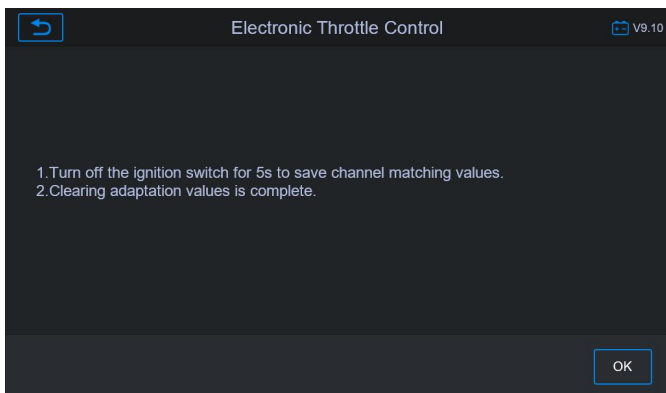 Electronic Throttle Control
V9.10
1.Turn off the ignition switch for 5s to save channel matching values.
2.Clearing adaptation values is complete.
OK